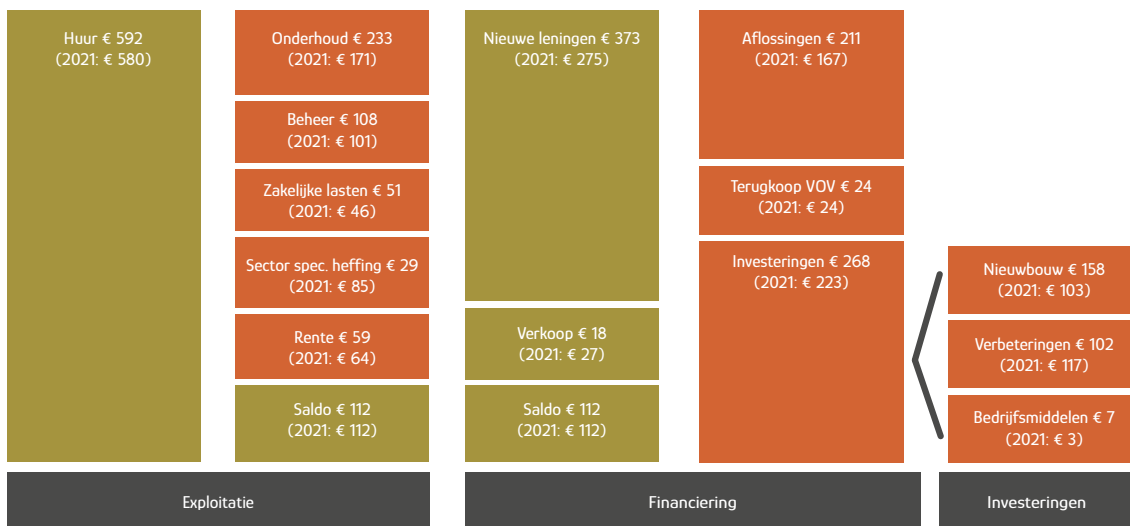 Huur € 592
(2021: € 580)
Onderhoud € 233
(2021: € 171)
Beheer € 108
(2021: € 101)
Zakelijke lasten € 51
(2021: € 46)
Sector spec. heffing € 29
(2021: € 85)
Rente € 59
(2021: € 64)
Saldo € 112
(2021: € 112)
Exploitatie
Nieuwe leningen € 373
(2021: € 275)
Verkoop € 18
(2021: € 27)
Saldo € 112
(2021: € 112)
Aflossingen € 211
(2021: € 167)
Terugkoop VOV € 24
(2021: € 24)
Investeringen € 268
(2021: € 223)
Financiering
Nieuwbouw € 158
(2021: € 103)
Verbeteringen € 102
(2021: € 117)
Bedrijfsmiddelen € 7
(2021: € 3)
Investeringen